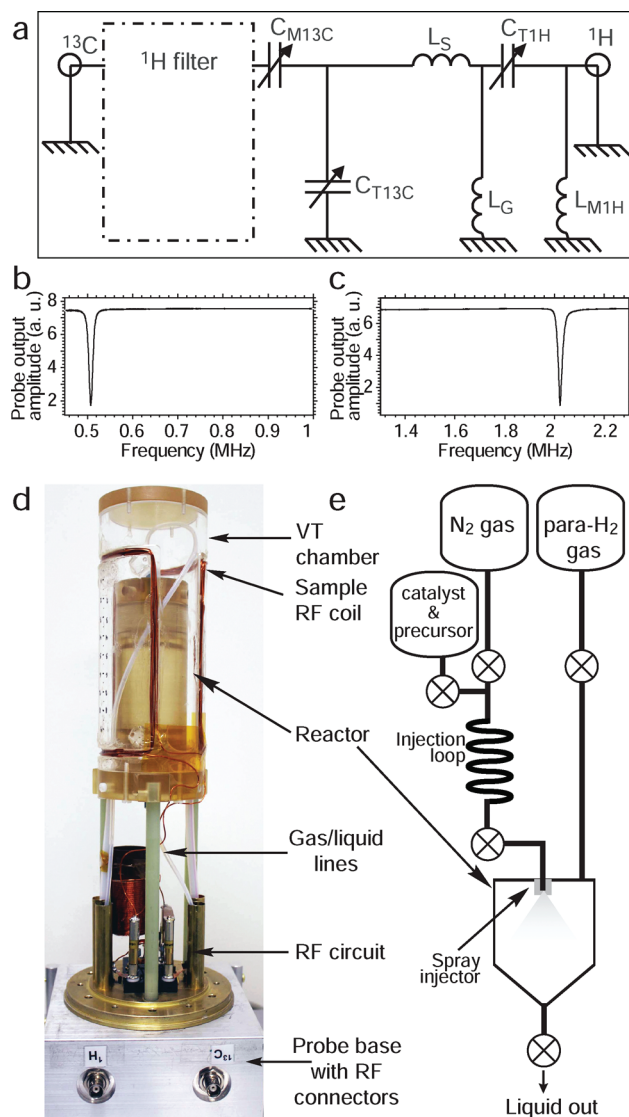 a
13C
1H filter
CM13C
LS
CT1H
1H
CT13C
LG
LM1H
b
Probe output
amplitude (a. u.)
8
6
4
2
0.5 0.6 0.7 0.8 0.9 1
Frequency (MHz)
c
Probe output
amplitude (a. u.)
6
4
2
1.4 1.6 1.8 2 2.2
Frequency (MHz)
d
VT
chamber
Sample
RF coil
Reactor
Gas/liquid
lines
RF circuit
Probe base
with RF
connectors
1H
13C
e
N2 gas
para-H2
gas
catalyst
&
precursor
Injection
loop
Spray
injector
Liquid out